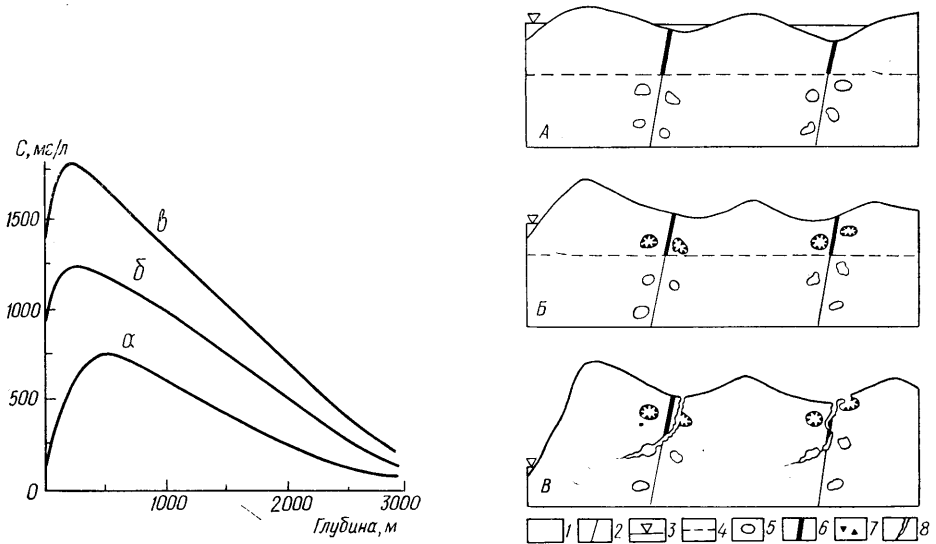 С, мг/л
1500
1000
500
0
1000
2000
3000
Глубина, м
в
б
а
А
Б
В
1 2 3 4 5 6 7 8